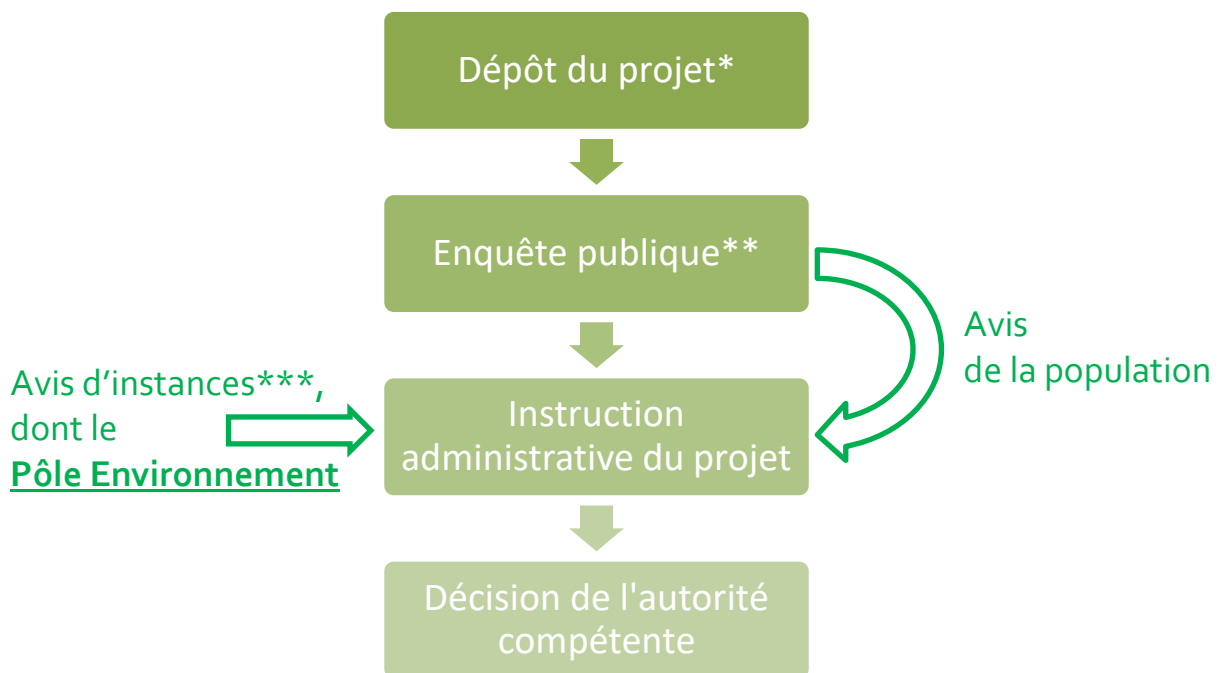 Dépôt du projet*
Enquête publique**
Avis
de la population
Avis d’instances***,
dont le
Pôle Environnement
Instruction
administrative du projet
Décision de l'autorité
compétente